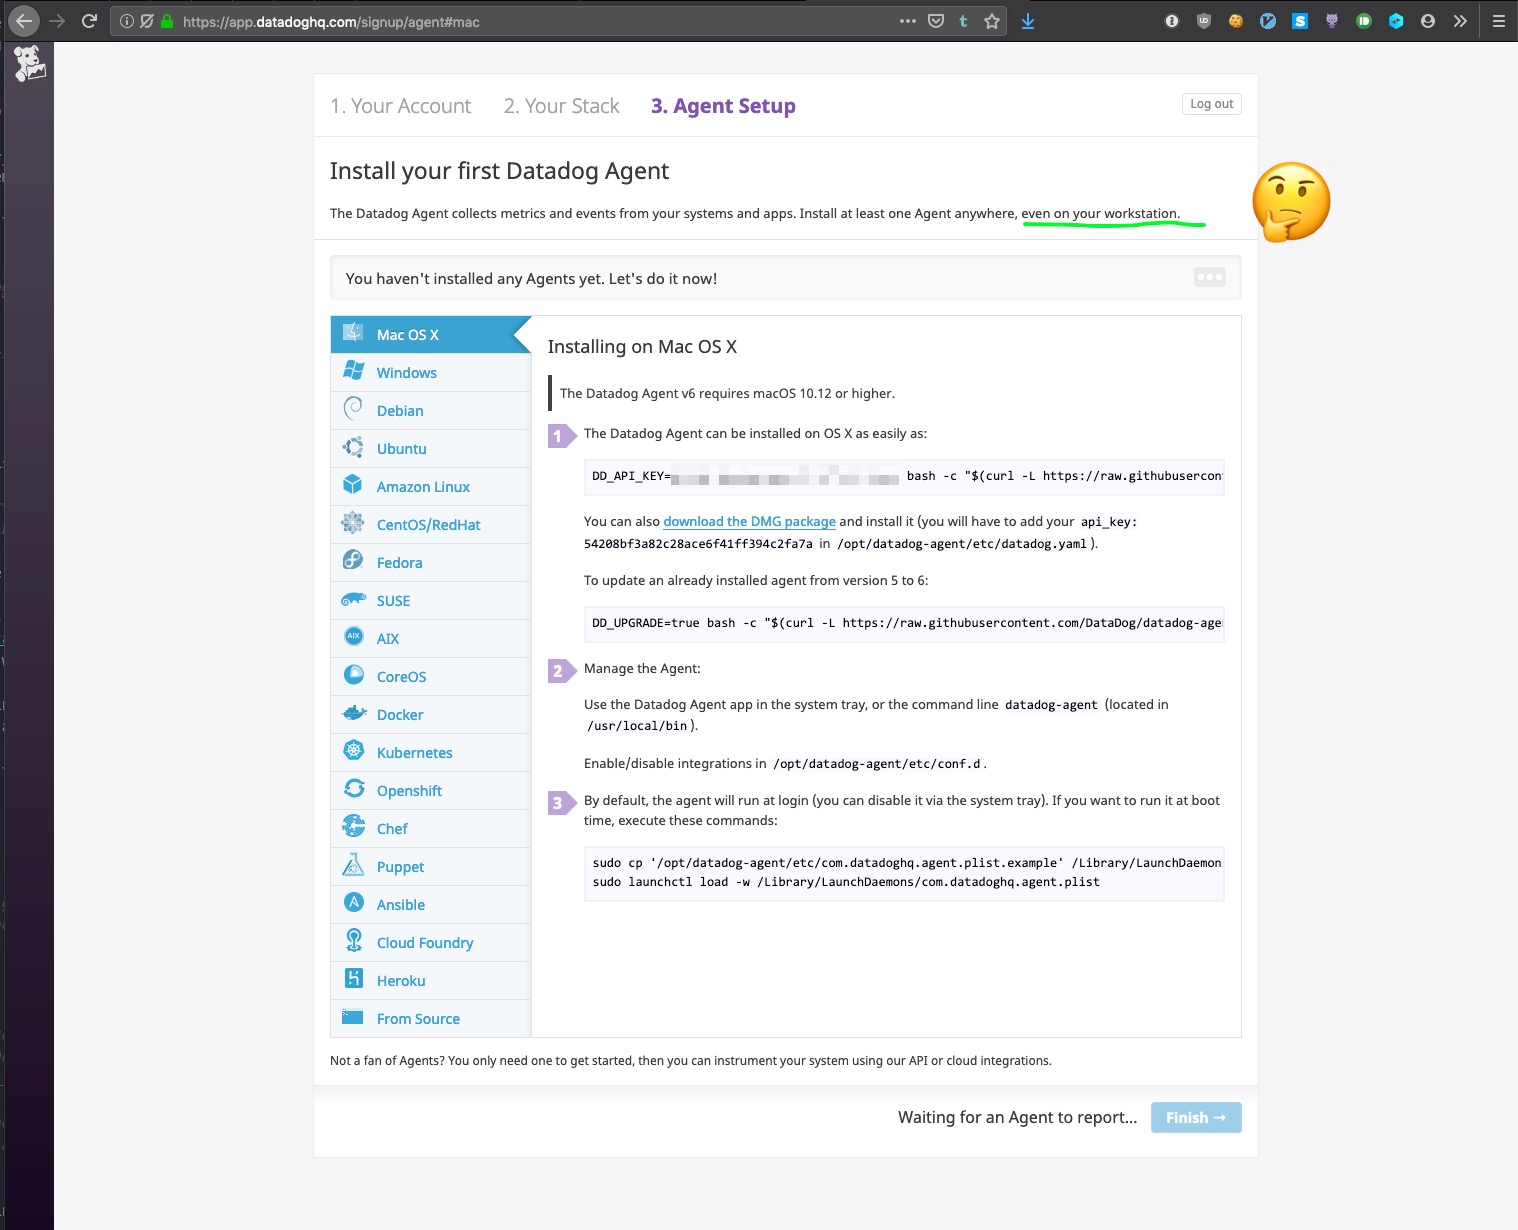 https://app.datadoghq.com/signup/agent#mac
1. Your Account 2. Your Stack 3. Agent Setup Log out
Install your first Datadog Agent
The Datadog Agent collects metrics and events from your systems and apps. Install at least one Agent anywhere, even on your workstation.
You haven't installed any Agents yet. Let's do it now!
Mac OS X
Windows
Debian
Ubuntu
Amazon Linux
CentOS/RedHat
Fedora
SUSE
AIX
AIX
CoreOS
Docker
Kubernetes
Openshift
Chef
Puppet
Ansible
Cloud Foundry
Heroku
From Source
Installing on Mac OS X
The Datadog Agent v6 requires macOS 10.12 or higher.
1 The Datadog Agent can be installed on OS X as easily as:
DD_API_KEY= bash -c "$(curl -L https://raw.githubusercon
You can also download the DMG package and install it (you will have to add your api_key:
54208bf3a82c28ace6f41ff394c2fa7a in /opt/datadog-agent/etc/datadog.yaml ).
To update an already installed agent from version 5 to 6:
DD_UPGRADE=true bash -c "$(curl -L https://raw.githubusercontent.com/DataDog/datadog-age
2 Manage the Agent:
Use the Datadog Agent app in the system tray, or the command line datadog-agent (located in
/usr/local/bin ).
Enable/disable integrations in /opt/datadog-agent/etc/conf.d .
3 By default, the agent will run at login (you can disable it via the system tray). If you want to run it at boot
time, execute these commands:
sudo cp '/opt/datadog-agent/etc/com.datadoghq.agent.plist.example' /Library/LaunchDaemon
sudo launchctl load -w /Library/LaunchDaemons/com.datadoghq.agent.plist
Not a fan of Agents? You only need one to get started, then you can instrument your system using our API or cloud integrations.
Waiting for an Agent to report... Finish →